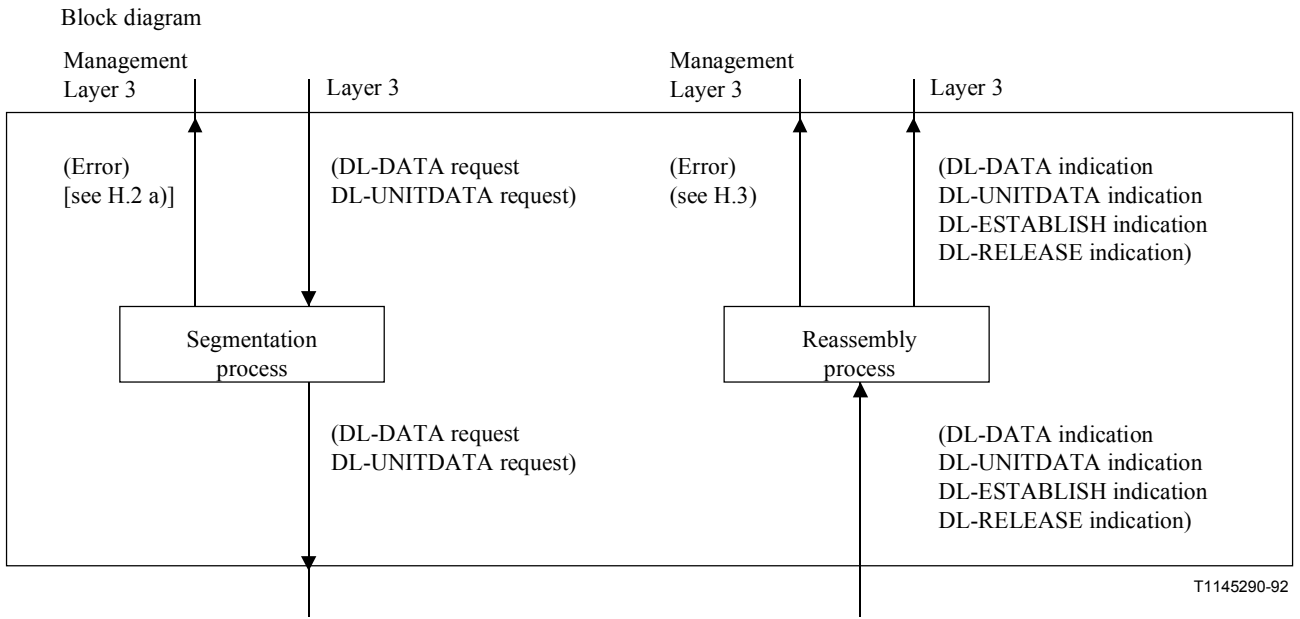 Block diagram
Management
Layer 3
Layer 3
Management
Layer 3
Layer 3
(Error)
[see H.2 a)]
(DL-DATA request
DL-UNITDATA request)
(Error)
(see H.3)
(DL-DATA indication
DL-UNITDATA indication
DL-ESTABLISH indication
DL-RELEASE indication)
Segmentation
process
Reassembly
process
(DL-DATA request
DL-UNITDATA request)
(DL-DATA indication
DL-UNITDATA indication
DL-ESTABLISH indication
DL-RELEASE indication)
T1145290-92